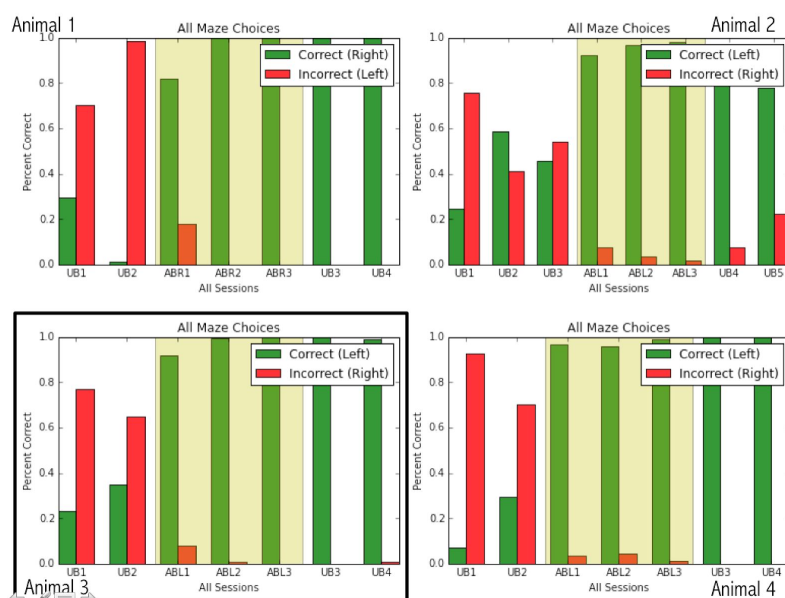 Animal 1
All Maze Choices
Correct (Right)
Incorrect (Left)
Percent Correct
1.0
0.8
0.6
0.4
0.2
0.0
UB1 UB2 ABR1 ABR2 ABR3 UB3 UB4
All Sessions
Animal 2
All Maze Choices
Correct (Left)
Incorrect (Right)
Percent Correct
1.0
0.8
0.6
0.4
0.2
0.0
UB1 UB2 UB3 ABL1 ABL2 ABL3 UB4 UB5
All Sessions
All Maze Choices
Correct (Left)
Incorrect (Right)
Percent Correct
1.0
0.8
0.6
0.4
0.2
0.0
UB1 UB2 ABL1 ABL2 ABL3 UB3 UB4
All Sessions
Animal 3
All Maze Choices
Correct (Left)
Incorrect (Right)
Percent Correct
1.0
0.8
0.6
0.4
0.2
0.0
UB1 UB2 ABL1 ABL2 ABL3 UB3 UB4
All Sessions
Animal 4